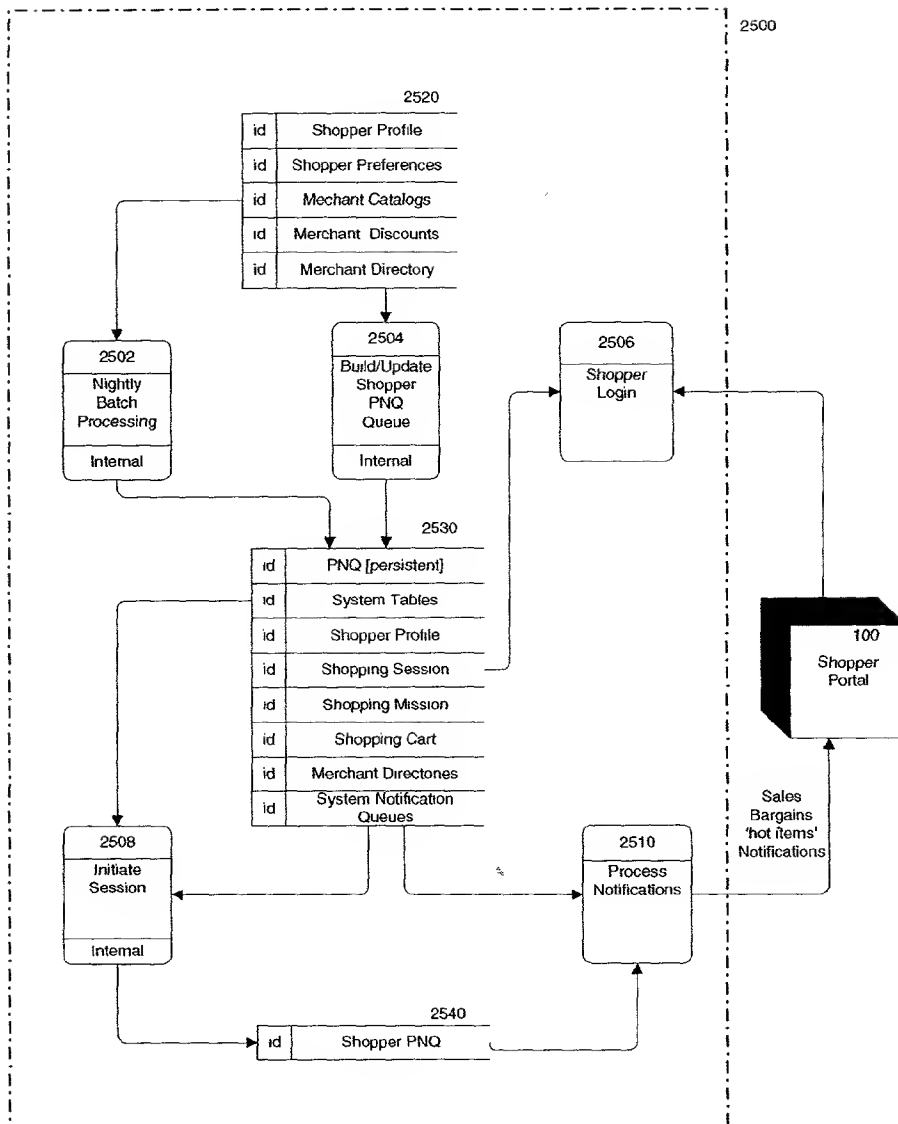 2500
2520
id Shopper Profile
id Shopper Preferences
id Mechant Catalogs
id Merchant Discounts
id Merchant Directory
2502
Nightly
Batch
Processing
Internal
2504
Build/Update
Shopper
PNQ
Queue
Internal
2506
Shopper
Login
2530
id PNQ [persistent]
id System Tables
id Shopper Profile
id Shopping Session
id Shopping Mission
id Shopping Cart
id Merchant Directories
id System Notification
Queues
100
Shopper
Portal
Sales
Bargains
'hot items'
Notifications
2508
Initiate
Session
Internal
2510
Process
Notifications
2540
id Shopper PNQ